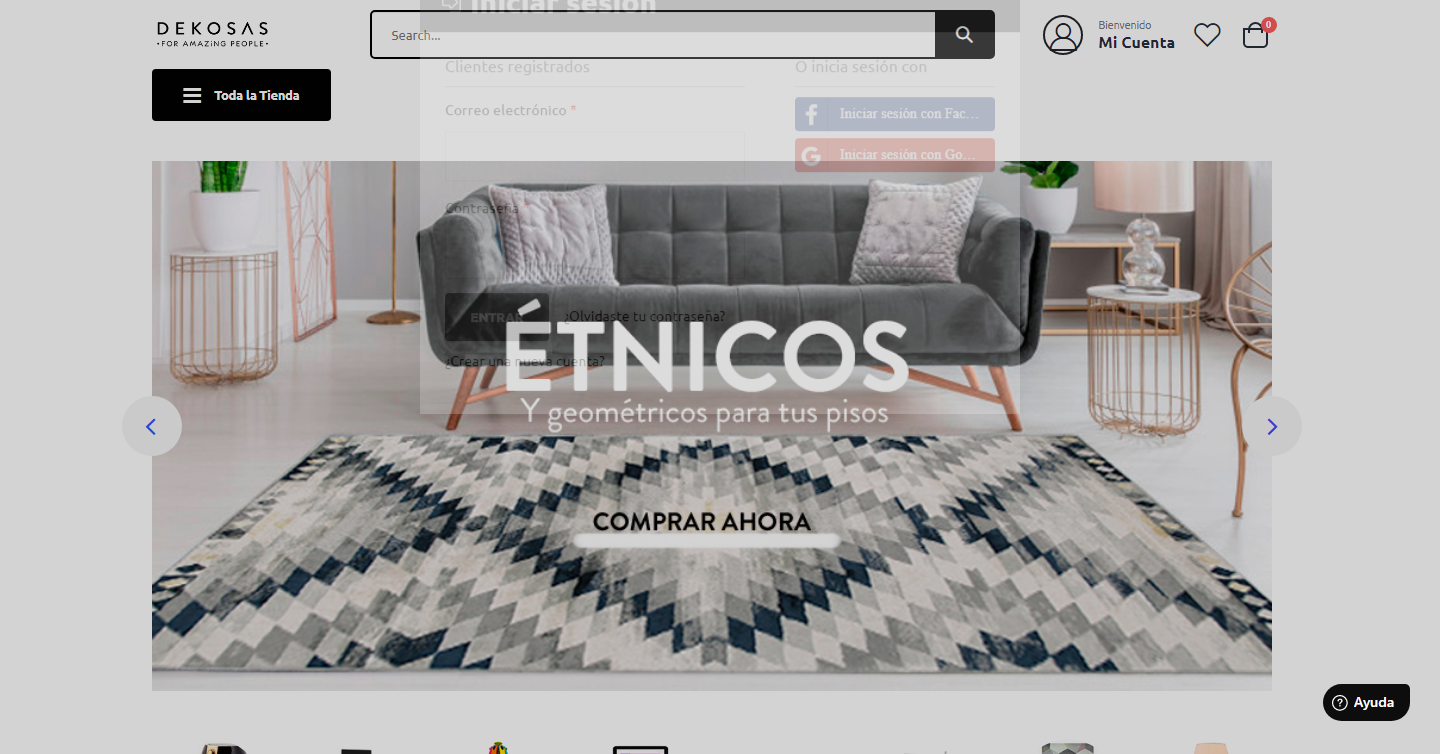 Iniciar sesión
DEKOSAS
•FOR AMAZiNG PEOPLE•
Search...
Bienvenido
Mi Cuenta
0
Toda la Tienda
Clientes registrados
O inicia sesión con
Correo electrónico *
Iniciar sesión con Fac…
Iniciar sesión con Go…
Contraseña *
ENTRAR
¿Olvidaste tu contraseña?
¿Crear una nueva cuenta?
ÉTNICOS
Y geométricos para tus pisos
COMPRAR AHORA
Ayuda